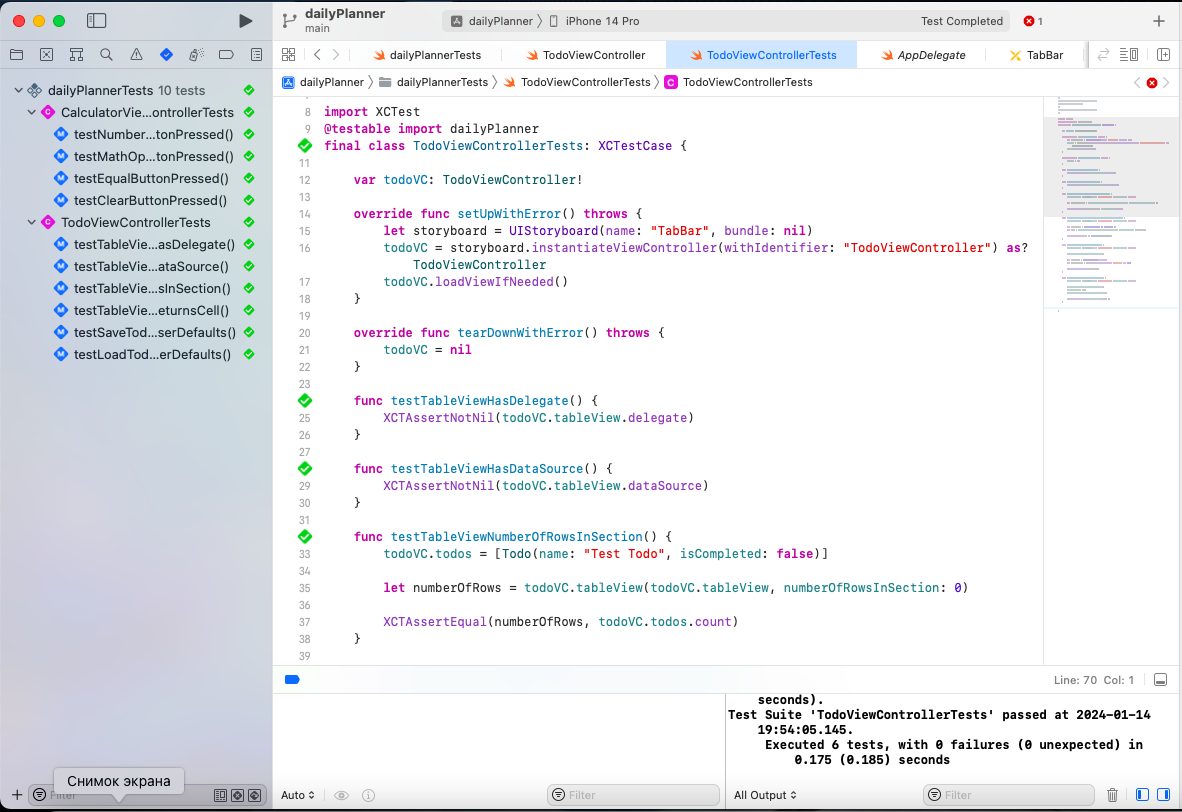 dailyPlanner
main
dailyPlanner
iPhone 14 Pro
Test Completed
1
dailyPlannerTests
TodoViewController
TodoViewControllerTests
AppDelegate
TabBar
dailyPlanner
dailyPlannerTests
TodoViewControllerTests
C TodoViewControllerTests
dailyPlannerTests 10 tests
C CalculatorVie...ontrollerTests
M testNumber...tonPressed()
M testMathOp...tonPressed()
M testEqualButtonPressed()
M testClearButtonPressed()
C TodoViewControllerTests
M testTableVie...asDelegate()
M testTableVie...ataSource()
M testTableVie...sInSection()
M testTableVie...eturnsCell()
M testSaveTod...serDefaults()
M testLoadTod...erDefaults()
8 import XCTest
9 @testable import dailyPlanner
final class TodoViewControllerTests: XCTestCase {
11
12 var todoVC: TodoViewController!
13
14 override func setUpWithError() throws {
15 let storyboard = UIStoryboard(name: "TabBar", bundle: nil)
16 todoVC = storyboard.instantiateViewController(withIdentifier: "TodoViewController") as?
TodoViewController
17 todoVC.loadViewIfNeeded()
18 }
19
20 override func tearDownWithError() throws {
21 todoVC = nil
22 }
23
func testTableViewHasDelegate() {
25 XCTAssertNotNil(todoVC.tableView.delegate)
26 }
27
func testTableViewHasDataSource() {
29 XCTAssertNotNil(todoVC.tableView.dataSource)
30 }
31
func testTableViewNumberOfRowsInSection() {
33 todoVC.todos = [Todo(name: "Test Todo", isCompleted: false)]
34
35 let numberOfRows = todoVC.tableView(todoVC.tableView, numberOfRowsInSection: 0)
36
37 XCTAssertEqual(numberOfRows, todoVC.todos.count)
38 }
39
Line: 70 Col: 1
seconds).
Test Suite 'TodoViewControllerTests' passed at 2024-01-14
19:54:05.145.
Executed 6 tests, with 0 failures (0 unexpected) in
0.175 (0.185) seconds
Снимок экрана
Filter
Auto
Filter
All Output
Filter